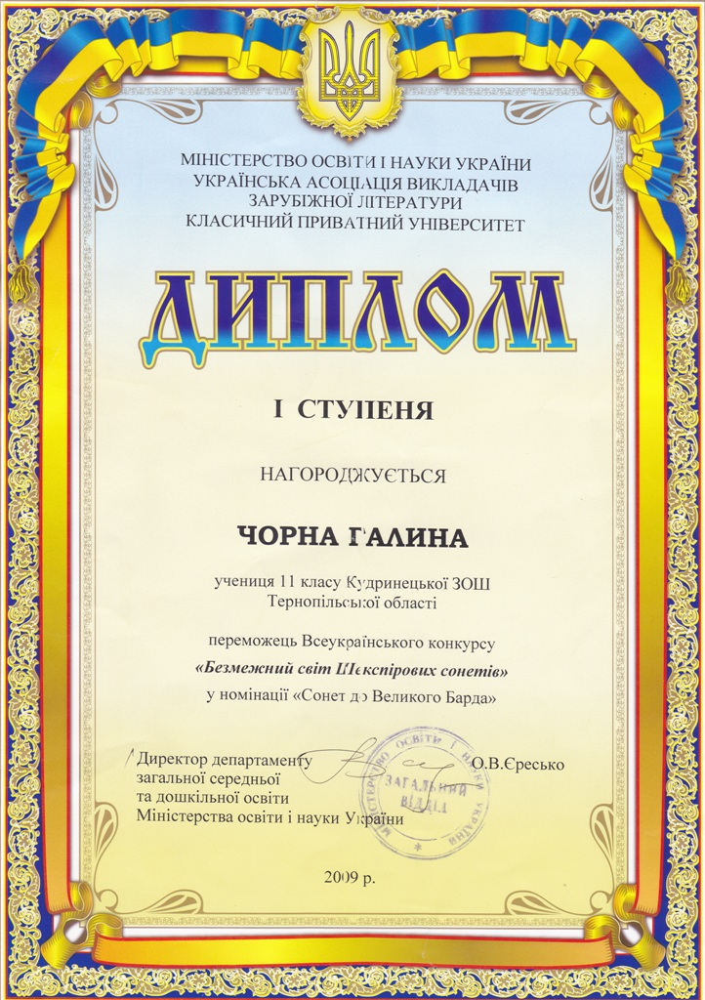 МІНІСТЕРСТВО ОСВІТИ І НАУКИ УКРАЇНИ
УКРАЇНСЬКА АСОЦІАЦІЯ ВИКЛАДАЧІВ
ЗАРУБІЖНОЇ ЛІТЕРАТУРИ
КЛАСИЧНИЙ ПРИВАТНИЙ УНІВЕРСИТЕТ
ДИПЛОМ
І СТУПЕНЯ
НАГОРОДЖУЄТЬСЯ
ЧОРНА ГАЛИНА
учениця 11 класу Кудринецької ЗОШ
Тернопільської області
переможець Всеукраїнського конкурсу
«Безмежний світ Шекспірових сонетів»
у номінації «Сонет до Великого Барда»
Директор департаменту
загальної середньої
та дошкільної освіти
Міністерства освіти і науки України
О.В.Єресько
МІНІСТЕРСТВО ОСВІТИ І НАУКИ УКРАЇНИ
ЗАГАЛЬНИЙ
ВІДДІЛ
2009 р.